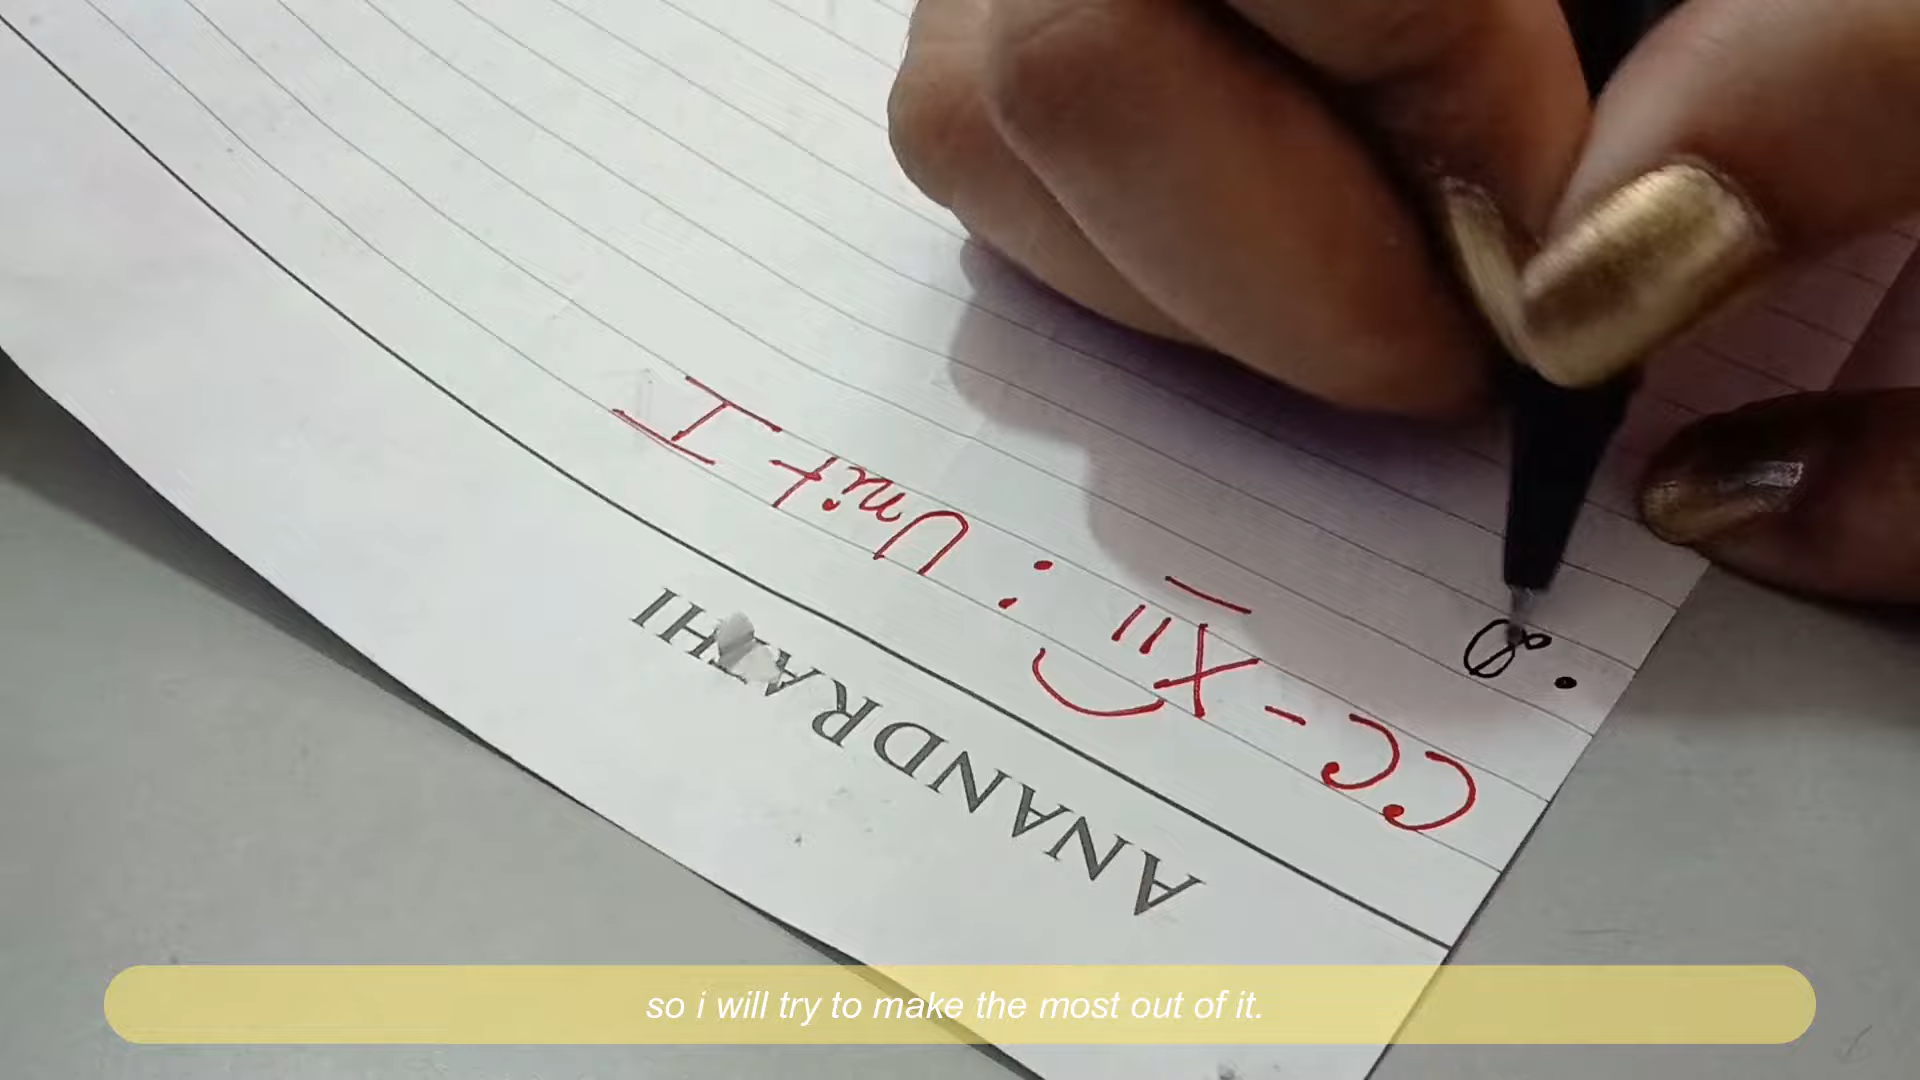 ANANDRATHI
CC-XII : Unit I
so i will try to make the most out of it.